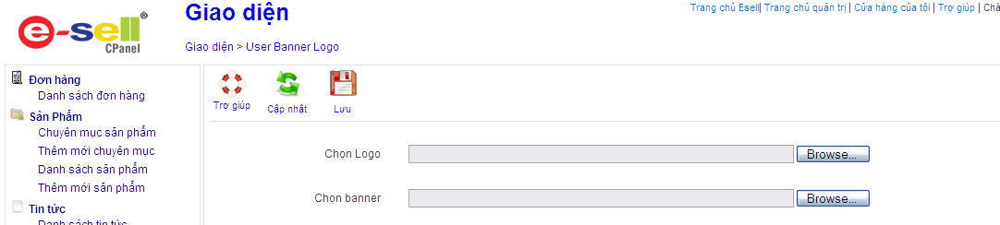 e-sell®
CPanel
Giao diện
Trang chủ Esell| Trang chủ quản trị | Cửa hàng của tôi | Trợ giúp | Chà
Giao diện > User Banner Logo
Đơn hàng
Danh sách đơn hàng
Sản Phẩm
Chuyên mục sản phẩm
Thêm mới chuyên mục
Danh sách sản phẩm
Thêm mới sản phẩm
Tin tức
Danh sách tin tức
Trợ giúp
Cập nhật
Lưu
Chọn Logo
Browse...
Chọn banner
Browse...